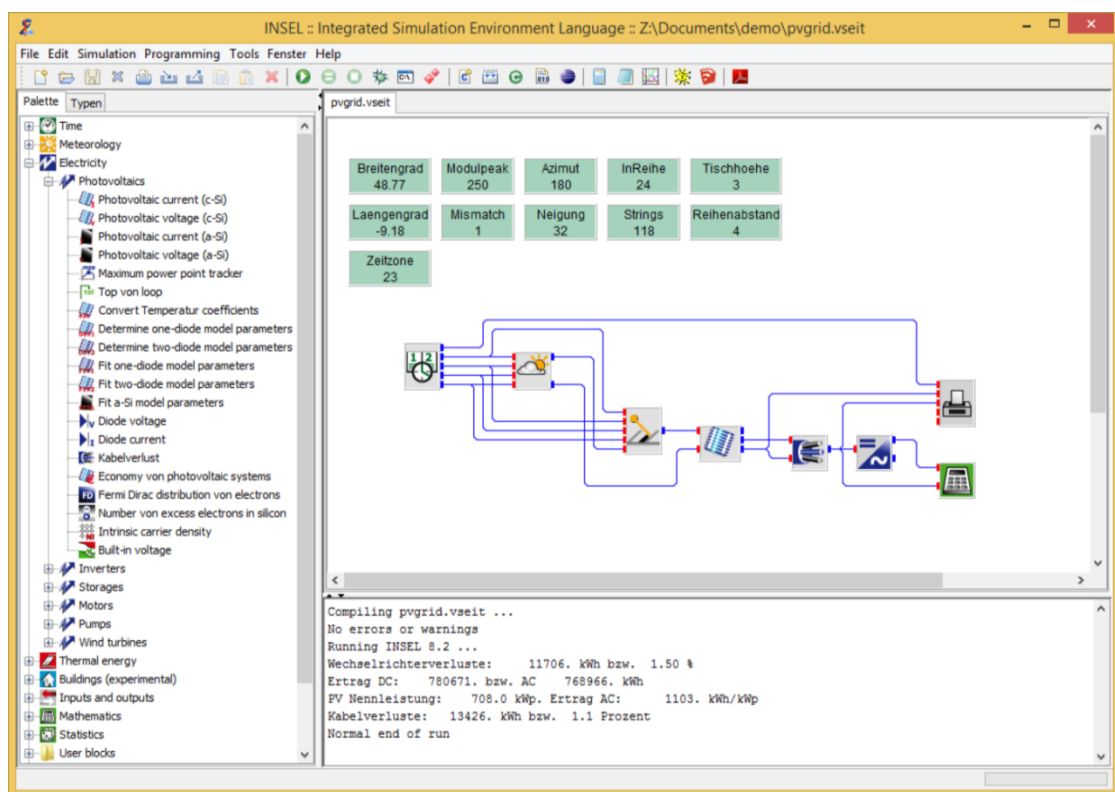 INSEL :: Integrated Simulation Environment Language :: Z:\Documents\demo\pvgrid.vseit
File Edit Simulation Programming Tools Fenster Help
Palette Typen
Time
Meteorology
Electricity
Photovoltaics
Photovoltaic current (c-Si)
Photovoltaic voltage (c-Si)
Photovoltaic current (a-Si)
Photovoltaic voltage (a-Si)
Maximum power point tracker
Top von loop
Convert Temperatur coefficients
Determine one-diode model parameters
Determine two-diode model parameters
Fit one-diode model parameters
Fit two-diode model parameters
Fit a-Si model parameters
Diode voltage
Diode current
Kabelverlust
Economy von photovoltaic systems
Fermi Dirac distribution von electrons
Number von excess electrons in silicon
Intrinsic carrier density
Built-in voltage
Inverters
Storages
Motors
Pumps
Wind turbines
Thermal energy
Buildings (experimental)
Inputs and outputs
Mathematics
Statistics
User blocks
pvgrid.vseit
Breitengrad Modulpeak Azimut InReihe Tischhoehe
48.77 250 180 24 3
Laengengrad Mismatch Neigung Strings Reihenabstand
-9.18 1 32 118 4
Zeitzone
23
1 2
Compiling pvgrid.vseit ...
No errors or warnings
Running INSEL 8.2 ...
Wechselrichterverluste: 11706. kWh bzw. 1.50 %
Ertrag DC: 780671. bzw. AC 768966. kWh
PV Nennleistung: 708.0 kWp. Ertrag AC: 1103. kWh/kWp
Kabelverluste: 13426. kWh bzw. 1.1 Prozent
Normal end of run